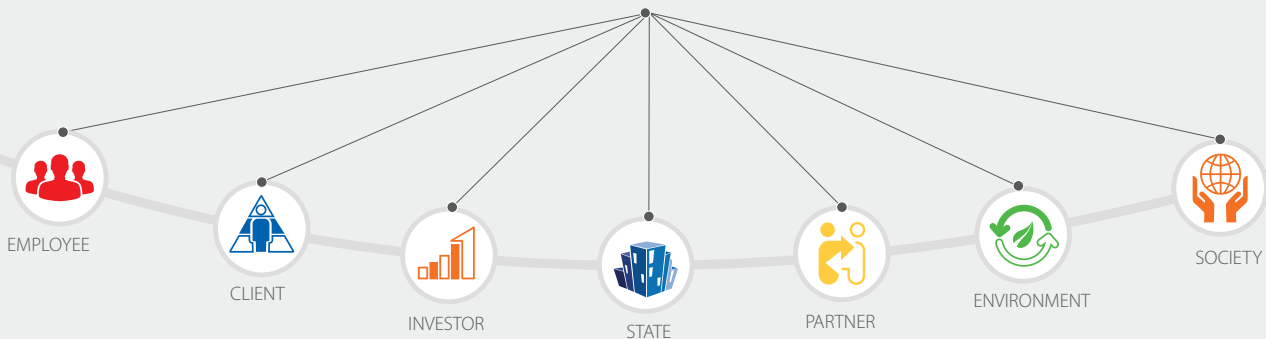 EMPLOYEE
CLIENT
INVESTOR
STATE
PARTNER
ENVIRONMENT
SOCIETY